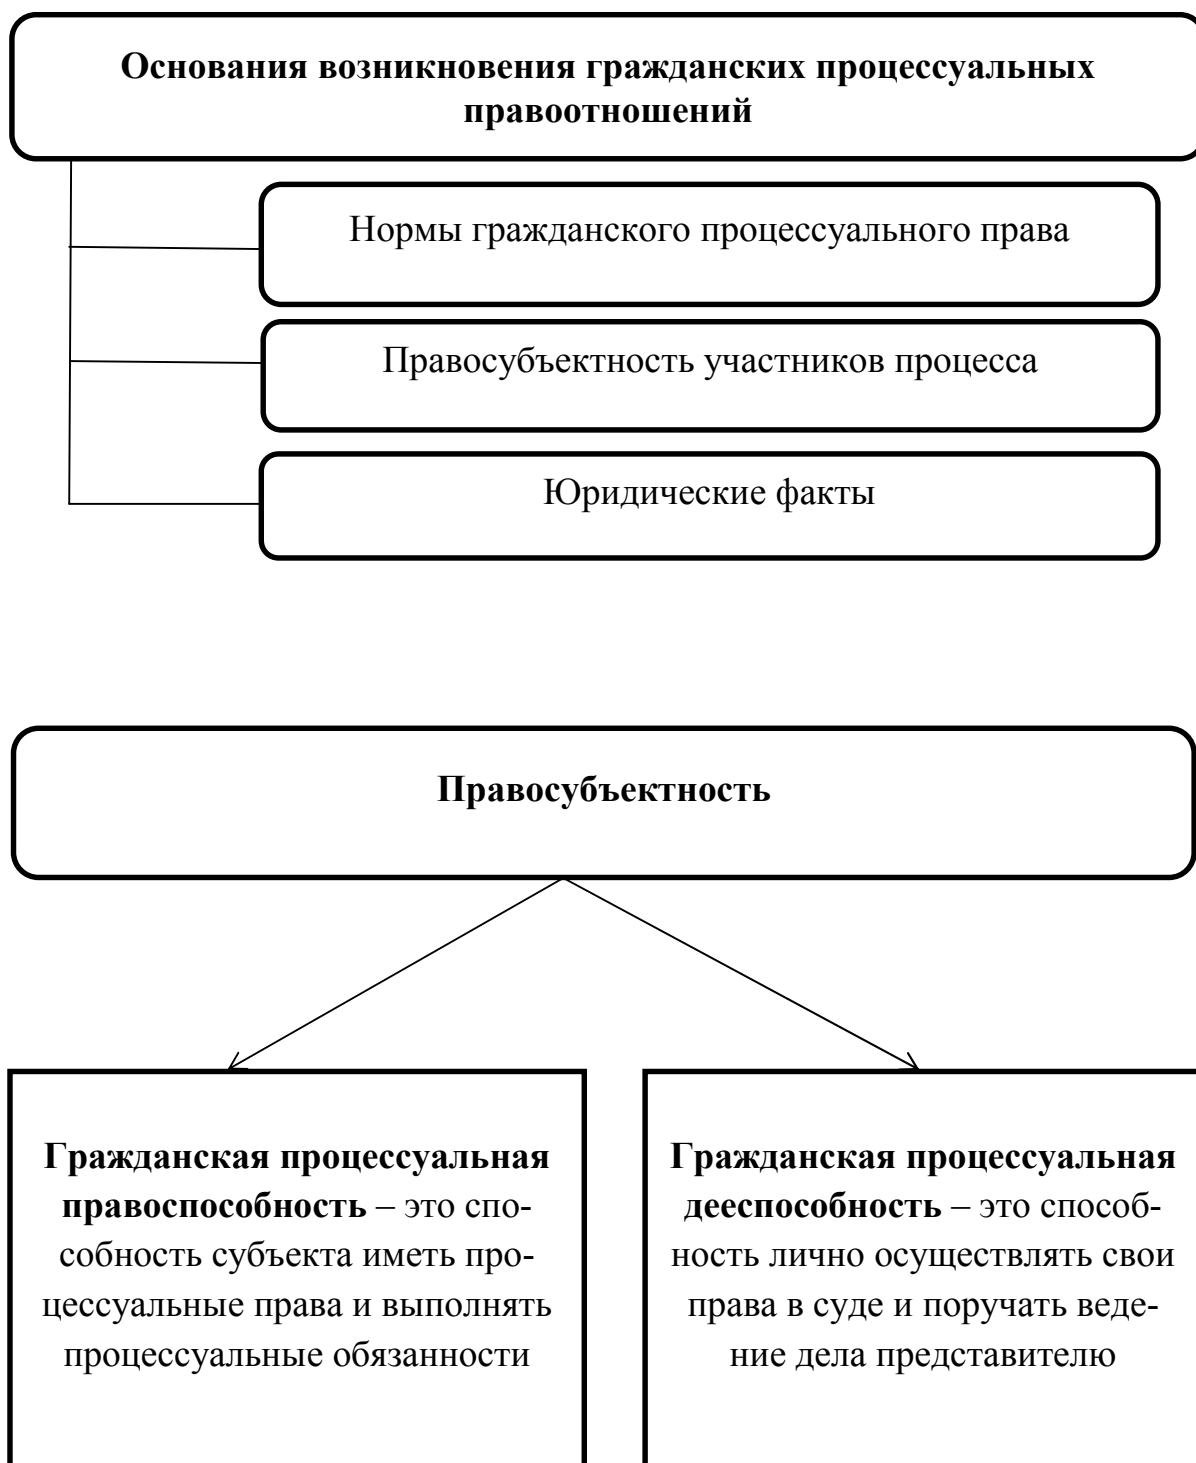 Основания возникновения гражданских процессуальных
правоотношений
Нормы гражданского процессуального права
Правосубъектность участников процесса
Юридические факты
Правосубъектность
Гражданская процессуальная
правоспособность – это спо-
собность субъекта иметь про-
цессуальные права и выполнять
процессуальные обязанности
Гражданская процессуальная
дееспособность – это способ-
ность лично осуществлять свои
права в суде и поручать веде-
ние дела представителю